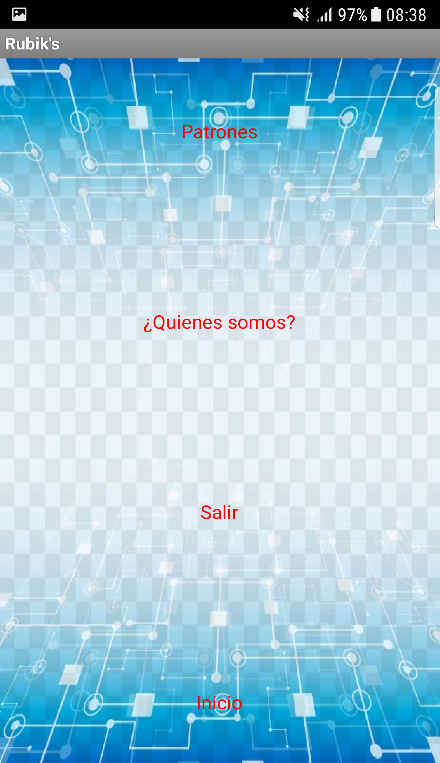 97% 08:38
Rubik's
Patrones
¿Quienes somos?
Salir
Inicio